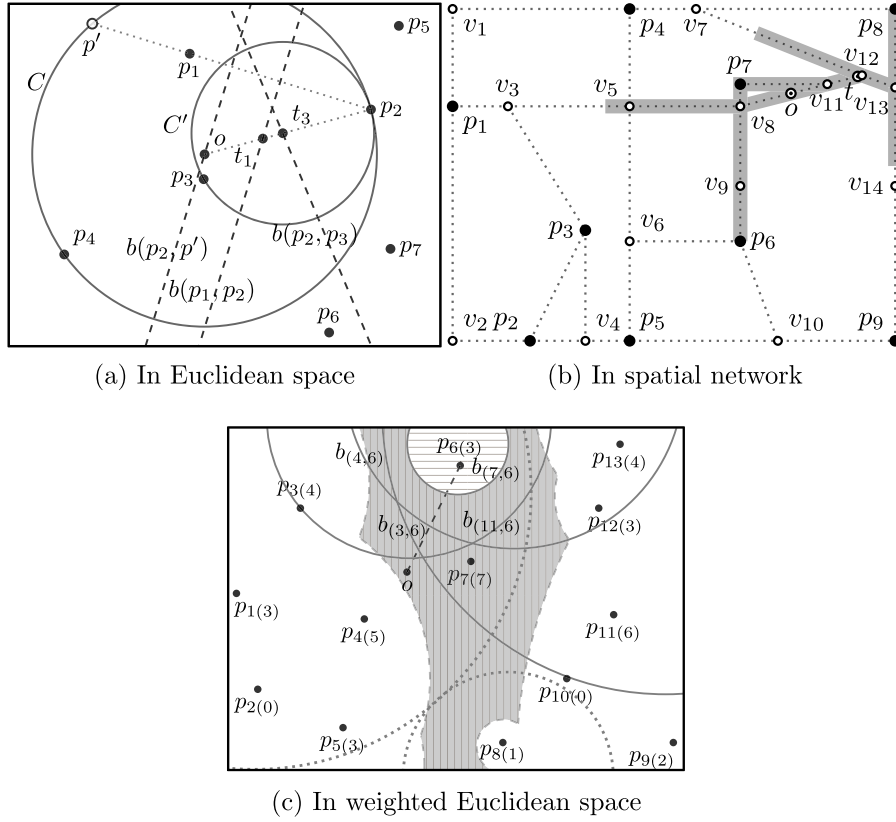 p′
p₁
p₅
C
p₂
C′
o
t₁
t₃
p₃
p₄
b(p₂, p′)
b(p₂, p₃)
p₇
b(p₁, p₂)
p₆
(a) In Euclidean space
v₁
p₄
v₇
p₈
v₁₂
p₇
t
v₃
v₅
o
v₁₁
v₁₃
p₁
v₈
v₉
v₁₄
p₃
v₆
p₆
v₂
p₂
v₄
p₅
v₁₀
p₉
(b) In spatial network
p₆₍₃₎
b₍₄,₆₎
b₍₇,₆₎
p₁₃₍₄₎
p₃₍₄₎
b₍₃,₆₎
b₍₁₁,₆₎
p₁₂₍₃₎
o
p₇₍₇₎
p₁₍₃₎
p₄₍₅₎
p₁₁₍₆₎
p₂₍₀₎
p₁₀₍₀₎
p₅₍₃₎
p₈₍₁₎
p₉₍₂₎
(c) In weighted Euclidean space